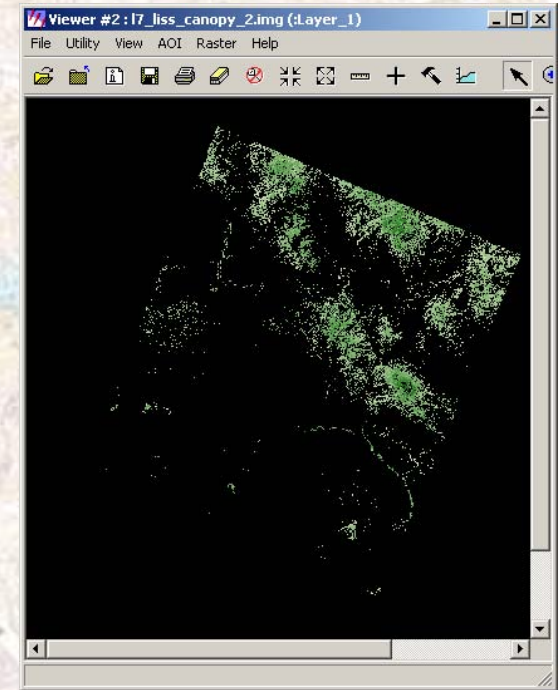 Viewer #2 : l7_liss_canopy_2.img (:Layer_1)
File Utility View AOI Raster Help